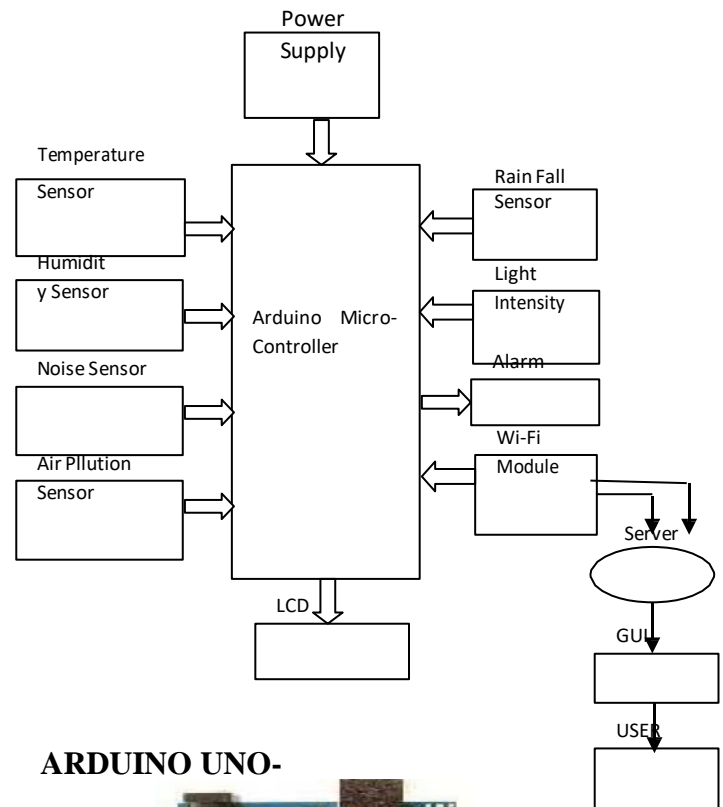 Power
Supply
Temperature
Sensor
Humidit
y Sensor
Noise Sensor
Air Pllution
Sensor
Arduino Micro-
Controller
Rain Fall
Sensor
Light
Intensity
Alarm
Wi-Fi
Module
Server
GUI
USER
LCD
ARDUINO UNO-